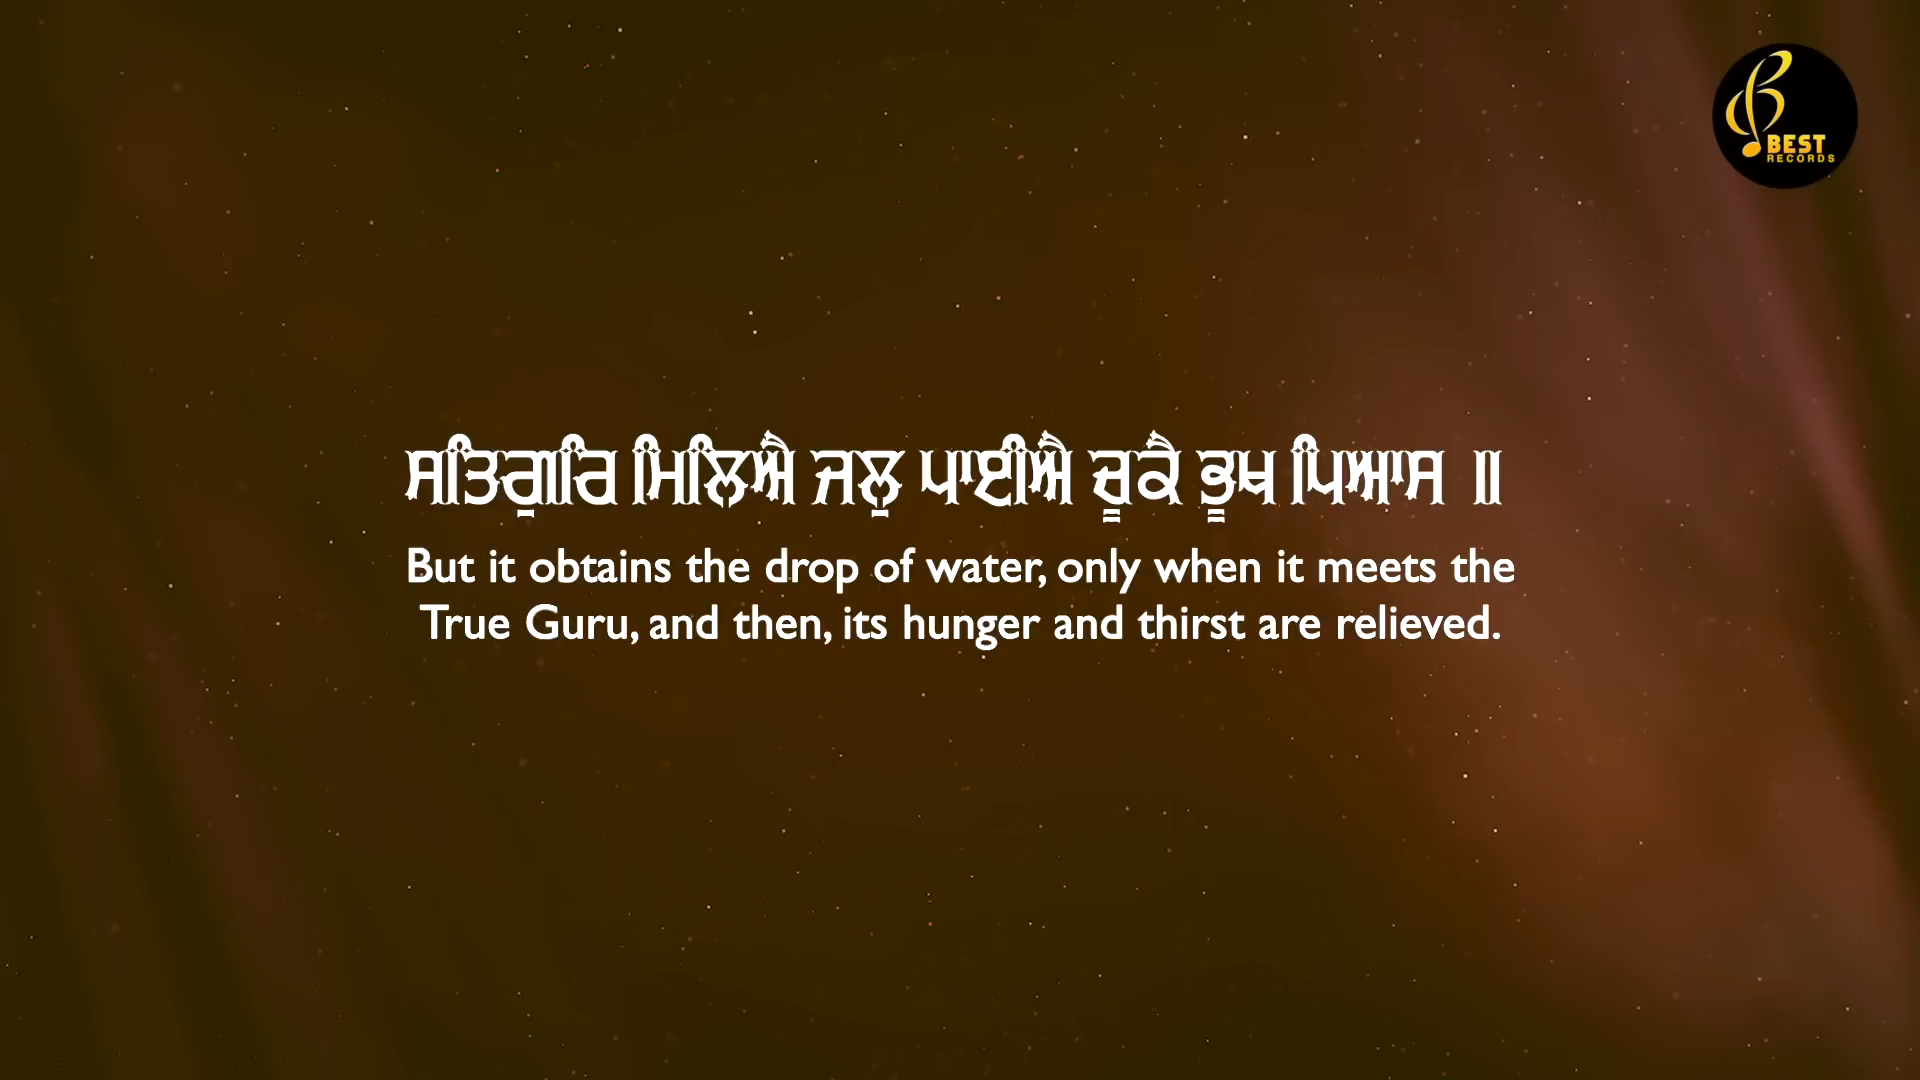 BEST
RECORDS
ਸਤਿਗੁਰਿ ਮਿਲਿਐ ਜਲੁ ਪਾਈਐ ਚੂਕੈ ਭੂਖ ਪਿਆਸ ॥
But it obtains the drop of water, only when it meets the
True Guru, and then, its hunger and thirst are relieved.